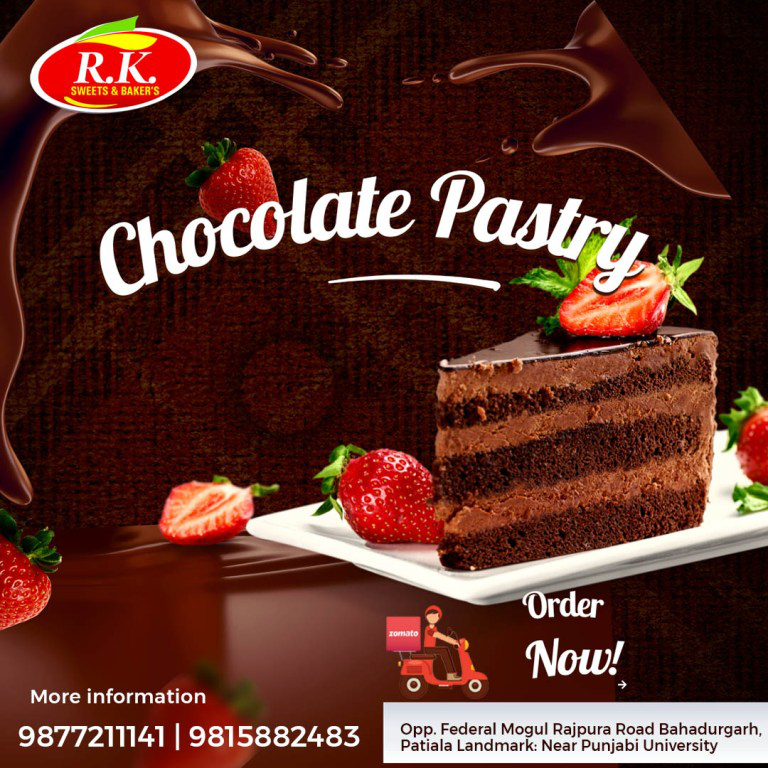 R.K.
SWEETS & BAKER'S
Chocolate Pastry
zomato
Order
Now!
More information
9877211141 | 9815882483
Opp. Federal Mogul Rajpura Road Bahadurgarh,
Patiala Landmark: Near Punjabi University